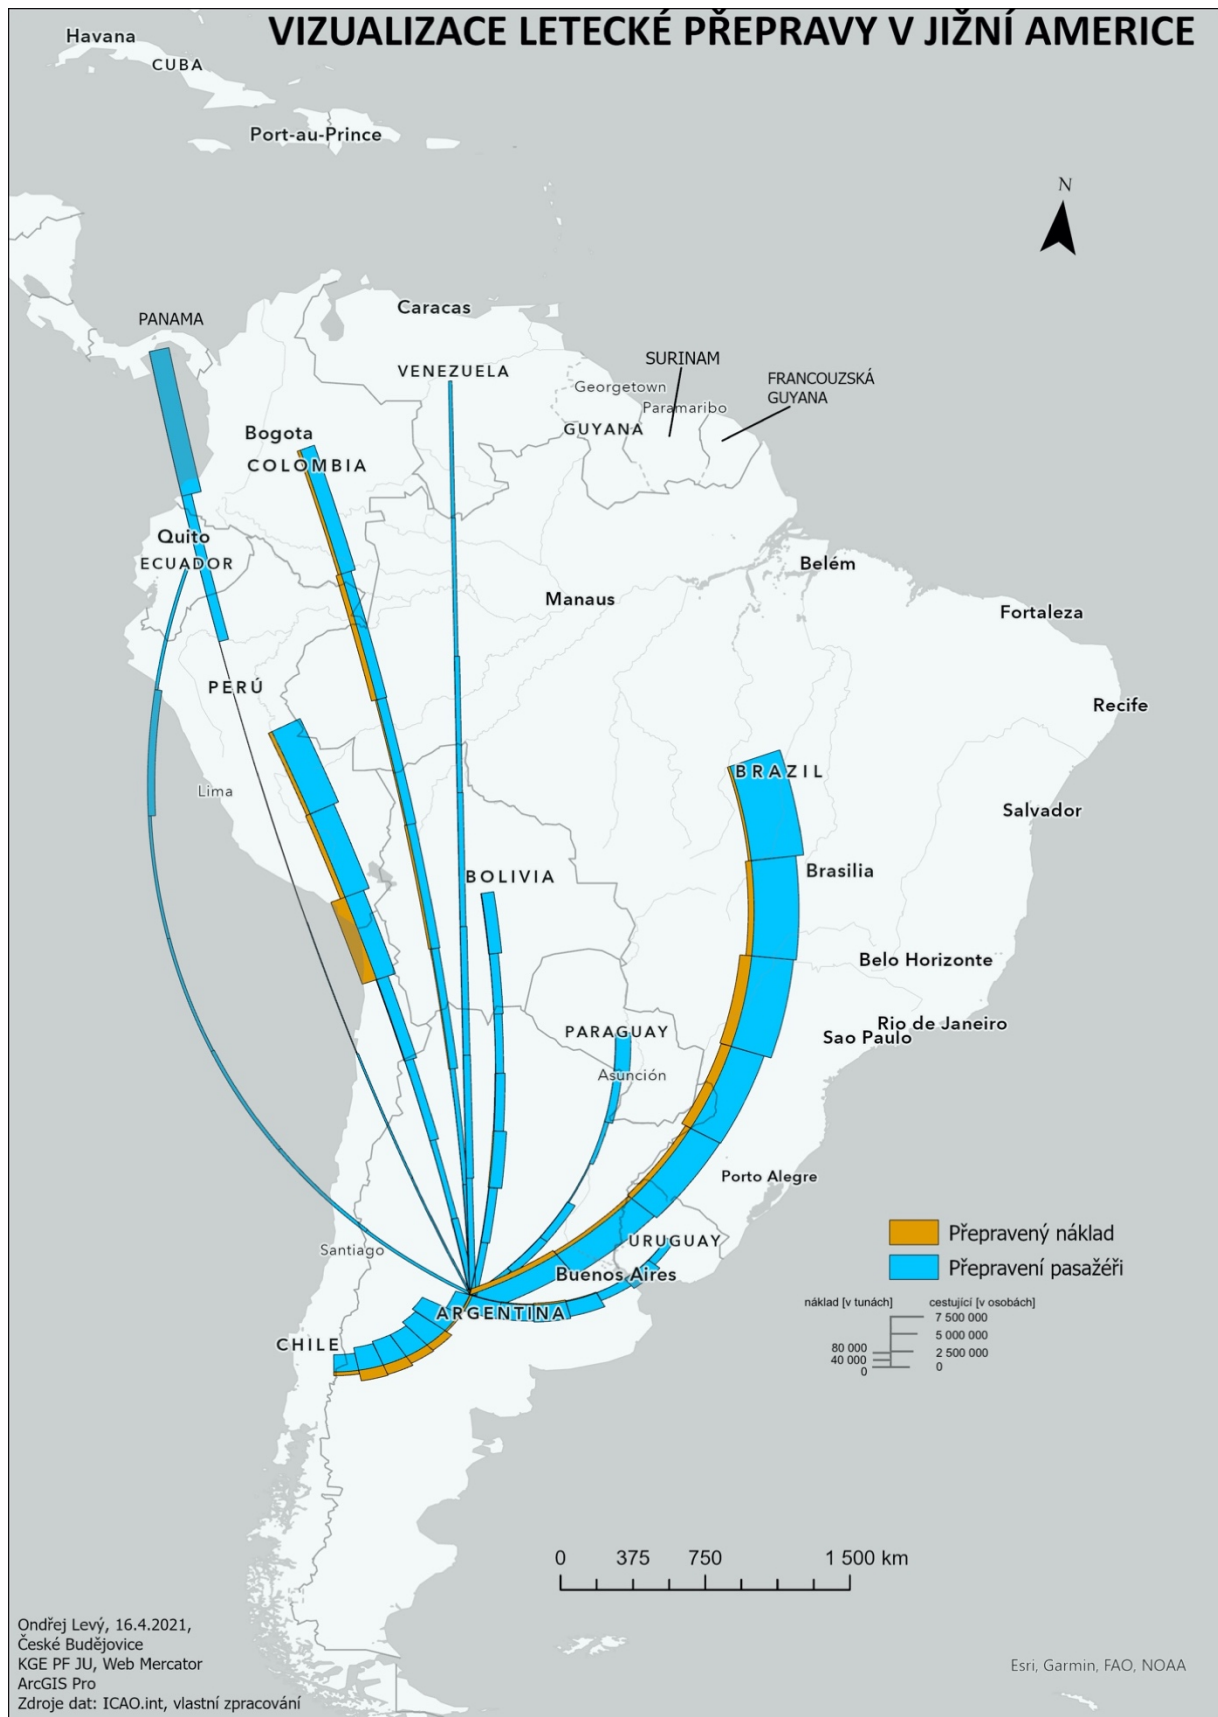 VIZUALIZACE LETECKÉ PŘEPRAVY V JIŽNÍ AMERICE
Havana
CUBA
Port-au-Prince
N
Caracas
PANAMA
VENEZUELA
SURINAM
FRANCOUZSKÁ
GUYANA
Georgetown
Paramaribo
GUYANA
Bogota
COLOMBIA
Quito
ECUADOR
Belém
Manaus
Fortaleza
PERÚ
Recife
Lima
BRAZIL
Salvador
BOLIVIA
Brasilia
Belo Horizonte
PARAGUAY
Rio de Janeiro
Sao Paulo
Asunción
Porto Alegre
Santiago
URUGUAY
Buenos Aires
ARGENTINA
CHILE
Přepravený náklad
Přepravení pasažéři
náklad [v tunách] cestující [v osobách]
7 500 000
5 000 000
80 000 2 500 000
40 000
0 0
0 375 750 1 500 km
Ondřej Levý, 16.4.2021,
České Budějovice
KGE PF JU, Web Mercator
ArcGIS Pro
Zdroje dat: ICAO.int, vlastní zpracování
Esri, Garmin, FAO, NOAA